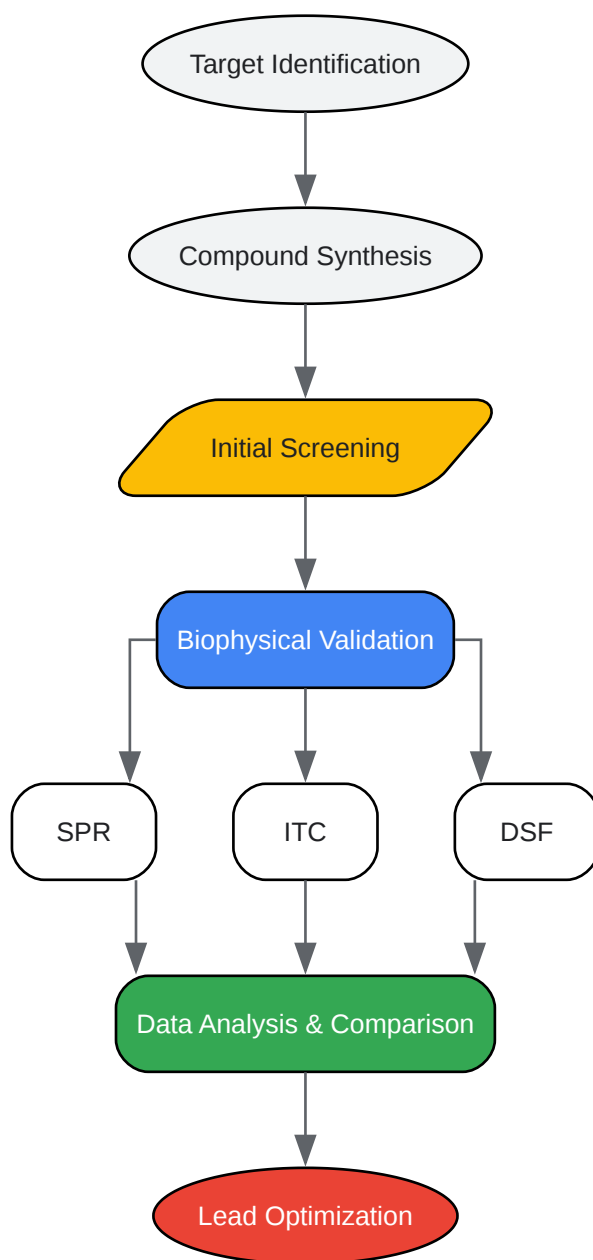 Target Identification
Compound Synthesis
Initial Screening
Biophysical Validation
SPR
ITC
DSF
Data Analysis & Comparison
Lead Optimization